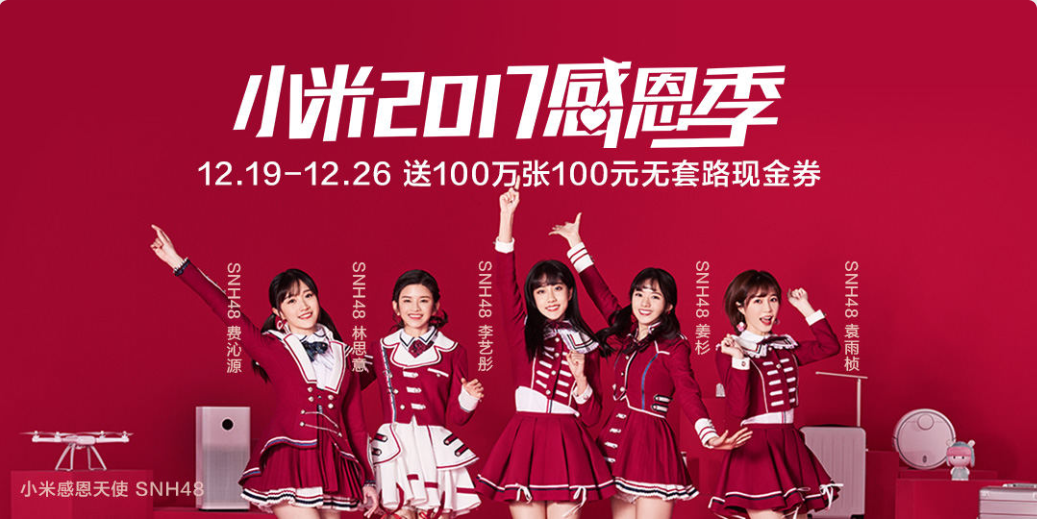 小米2017感恩季
12.19-12.26 送100万张100元无套路现金券
SNH48 费沁源
SNH48 林思意
SNH48 李艺彤
SNH48 姜杉
SNH48 袁雨桢
小米感恩天使 SNH48